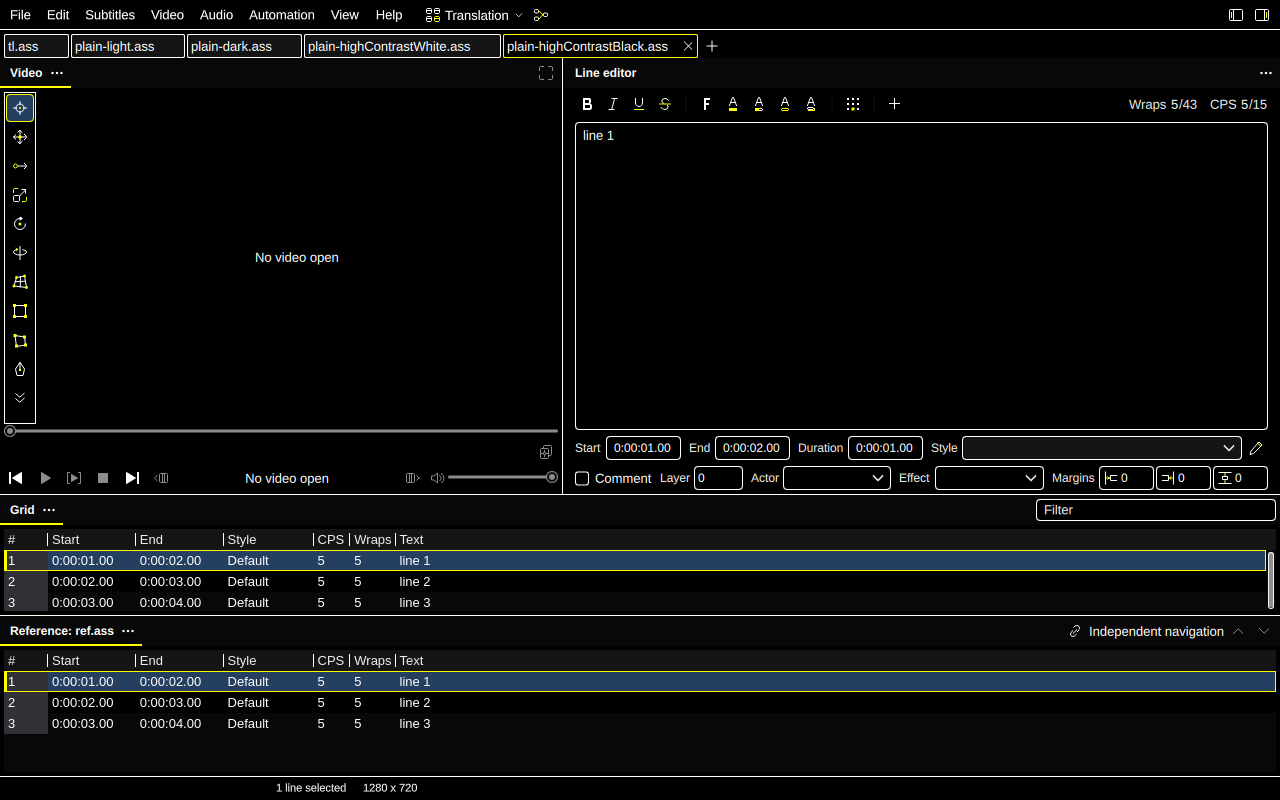 File Edit Subtitles Video Audio Automation View Help Translation
tl.ass plain-light.ass plain-dark.ass plain-highContrastWhite.ass plain-highContrastBlack.ass
Video
Line editor
B I U S F A A A A Wraps 5/43 CPS 5/15
line 1
No video open
Start 0:00:01.00 End 0:00:02.00 Duration 0:00:01.00 Style
No video open
Comment Layer 0 Actor Effect Margins 0 0 0
Grid Filter
# Start End Style CPS Wraps Text
1 0:00:01.00 0:00:02.00 Default 5 5 line 1
2 0:00:02.00 0:00:03.00 Default 5 5 line 2
3 0:00:03.00 0:00:04.00 Default 5 5 line 3
Reference: ref.ass Independent navigation
# Start End Style CPS Wraps Text
1 0:00:01.00 0:00:02.00 Default 5 5 line 1
2 0:00:02.00 0:00:03.00 Default 5 5 line 2
3 0:00:03.00 0:00:04.00 Default 5 5 line 3
1 line selected 1280 x 720